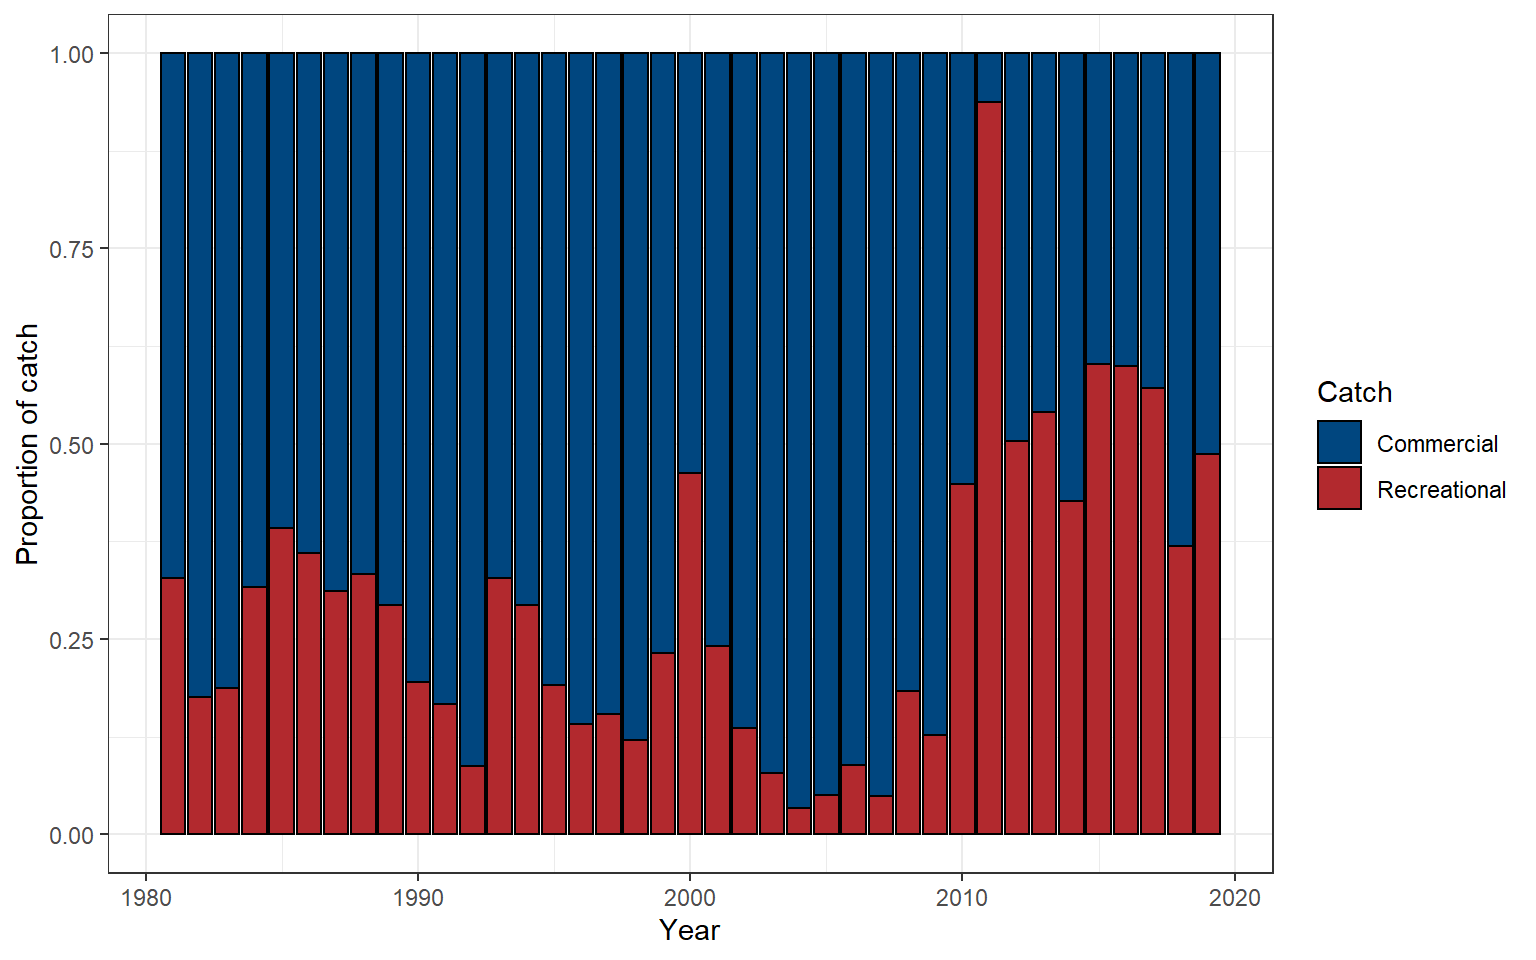 1.00
0.75
0.50
0.25
0.00
Proportion of catch
1980 1990 2000 2010 2020
Year
Catch
Commercial
Recreational